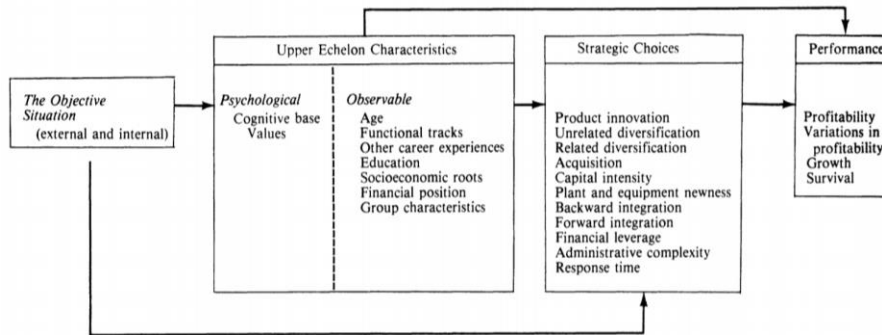 The Objective
Situation
(external and internal)
Upper Echelon Characteristics
Psychological
Cognitive base
Values
Observable
Age
Functional tracks
Other career experiences
Education
Socioeconomic roots
Financial position
Group characteristics
Strategic Choices
Product innovation
Unrelated diversification
Related diversification
Acquisition
Capital intensity
Plant and equipment newness
Backward integration
Forward integration
Financial leverage
Administrative complexity
Response time
Performance
Profitability
Variations in
profitability
Growth
Survival